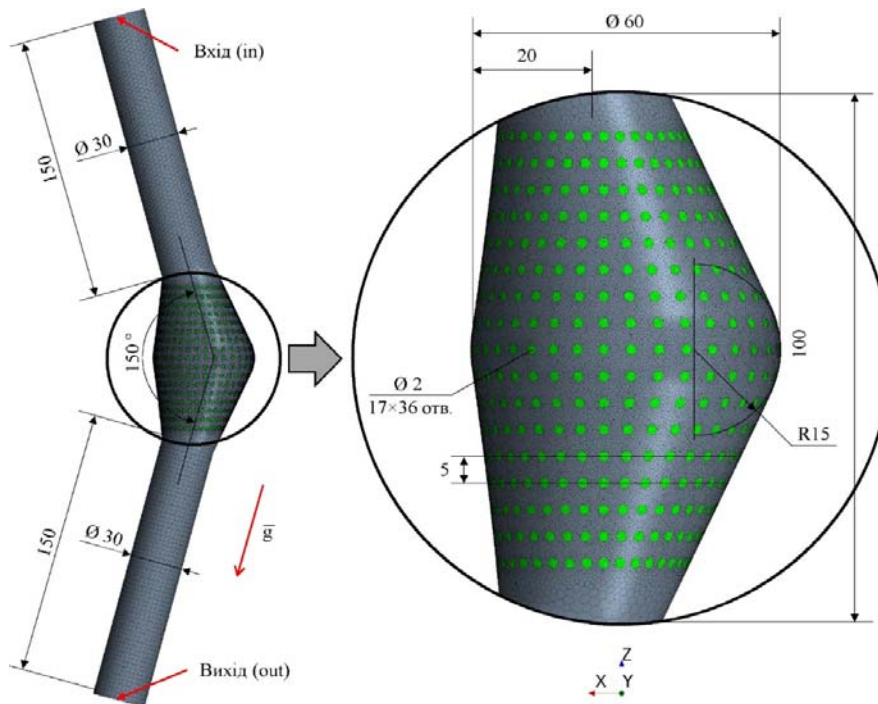 Вхід (in)
150
Ø 30
150 °
150
Ø 30
g
Вихід (out)
Ø 60
20
Ø 2
17×36 отв.
5
100
R15
Z
X
Y